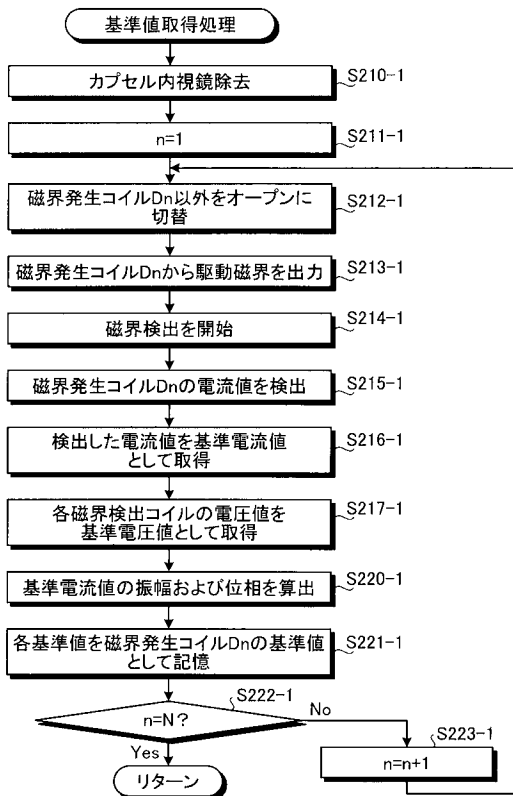 基準値取得処理
カプセル内視鏡除去
S210-1
n=1
S211-1
磁界発生コイルDn以外をオープンに
切替
S212-1
磁界発生コイルDnから駆動磁界を出力
S213-1
磁界検出を開始
S214-1
磁界発生コイルDnの電流値を検出
S215-1
検出した電流値を基準電流値
として取得
S216-1
各磁界検出コイルの電圧値を
基準電圧値として取得
S217-1
基準電流値の振幅および位相を算出
S220-1
各基準値を磁界発生コイルDnの基準値
として記憶
S221-1
n=N?
S222-1
No
Yes
S223-1
n=n+1
リターン